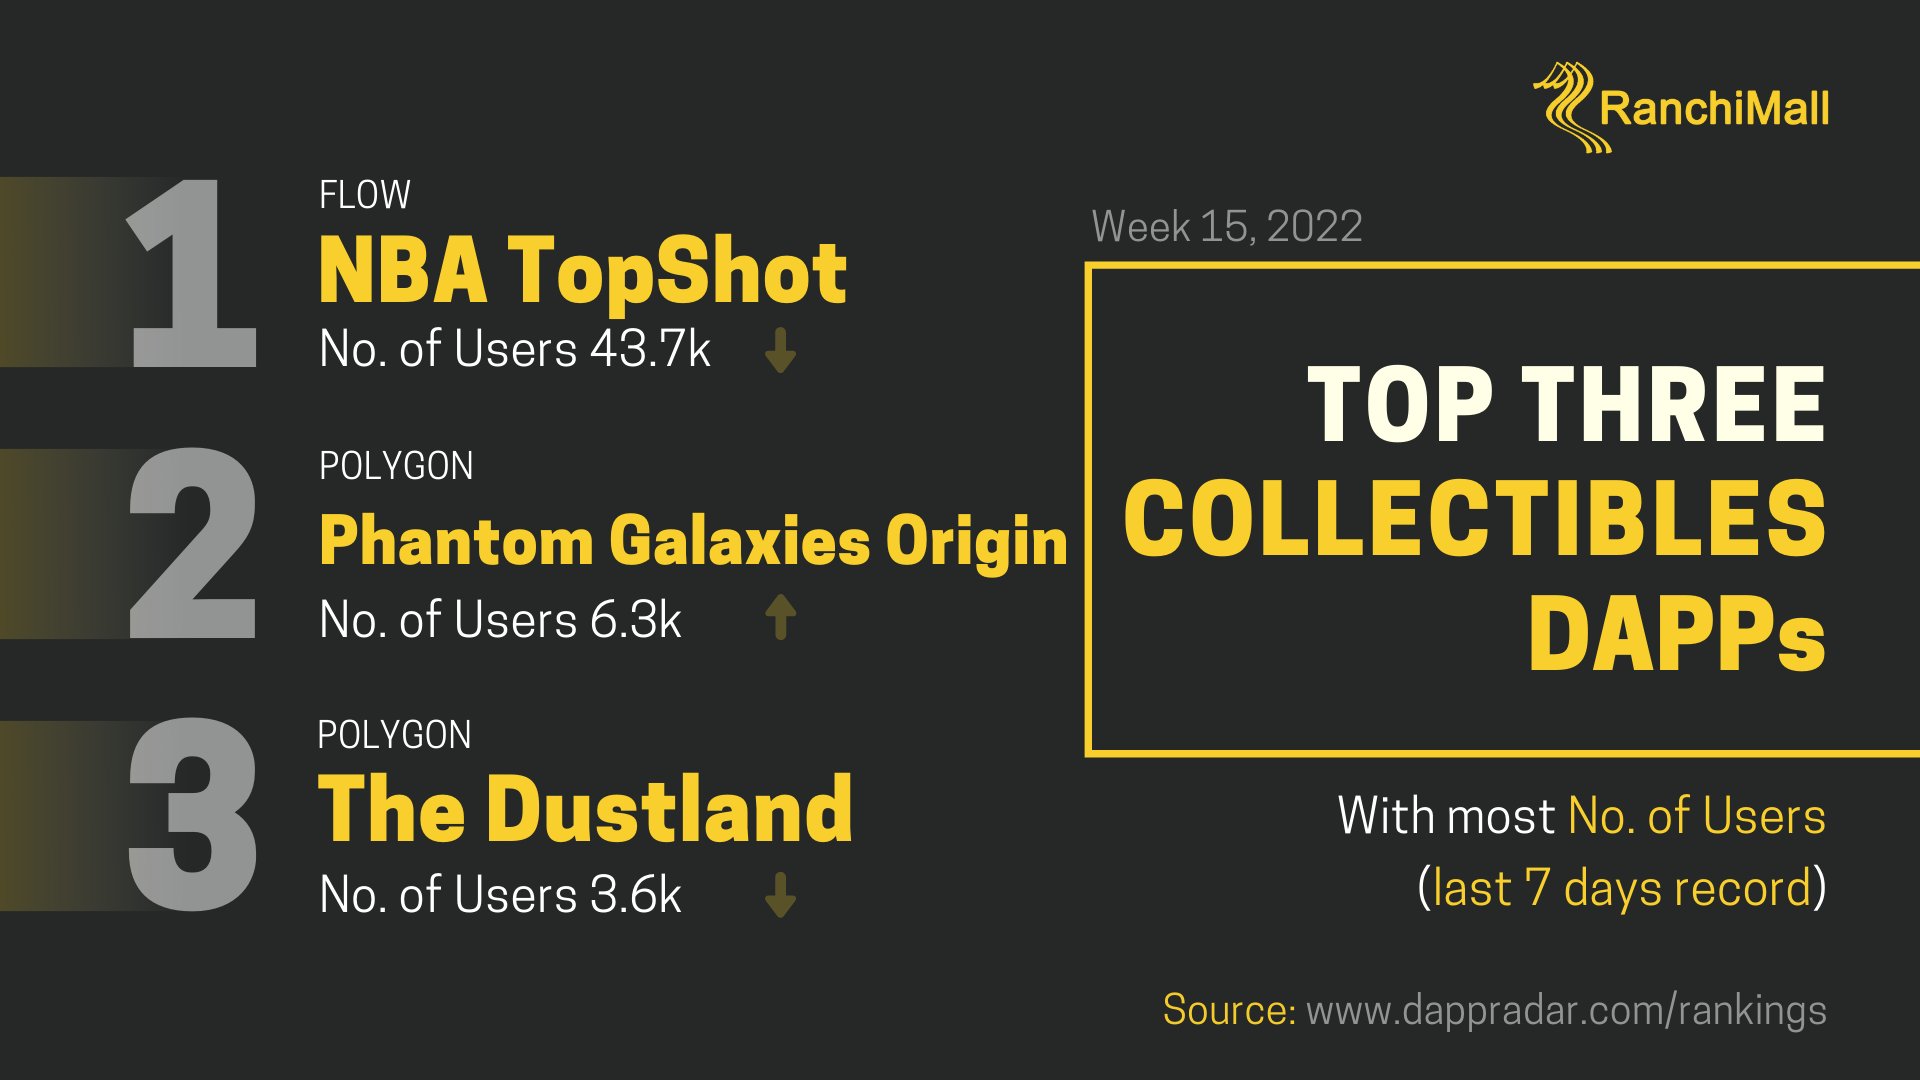 RanchiMall
1
FLOW
NBA TopShot
No. of Users 43.7k
2
POLYGON
Phantom Galaxies Origin
No. of Users 6.3k
3
POLYGON
The Dustland
No. of Users 3.6k
Week 15, 2022
TOP THREE
COLLECTIBLES
DAPPs
With most No. of Users
(last 7 days record)
Source: www.dappradar.com/rankings